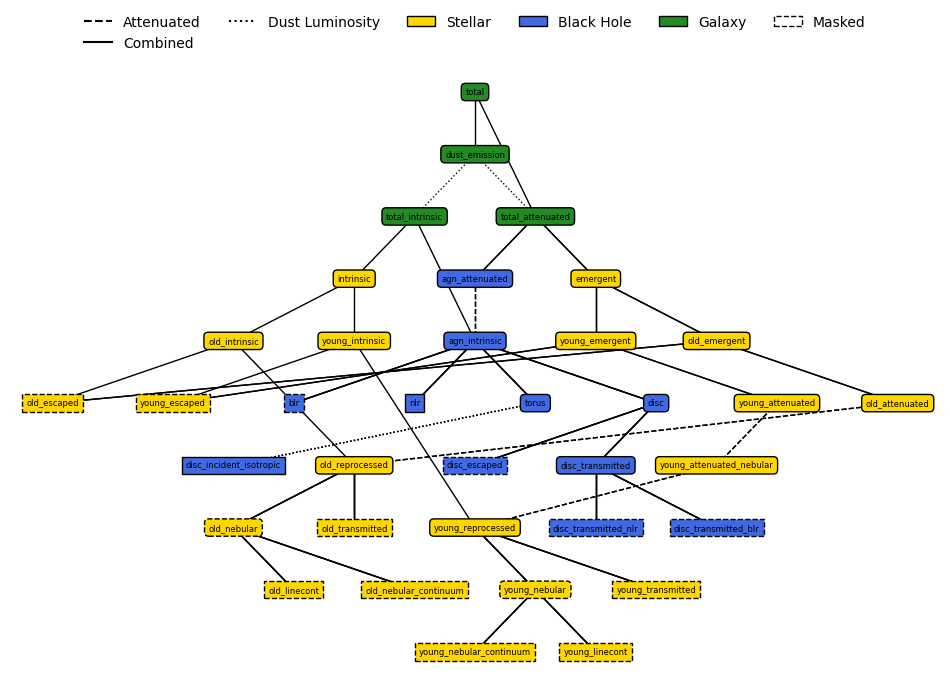 Attenuated Dust Luminosity Stellar Black Hole Galaxy Masked
Combined
total
dust_emission
total_intrinsic total_attenuated
intrinsic agn_attenuated emergent
old_intrinsic young_intrinsic agn_intrinsic young_emergent old_emergent
old_escaped young_escaped blr nlr torus disc young_attenuated old_attenuated
disc_incident_isotropic old_reprocessed disc_escaped disc_transmitted young_attenuated_nebular
old_nebular old_transmitted young_reprocessed disc_transmitted_nlr disc_transmitted_blr
old_linecont old_nebular_continuum young_nebular young_transmitted
young_nebular_continuum young_linecont